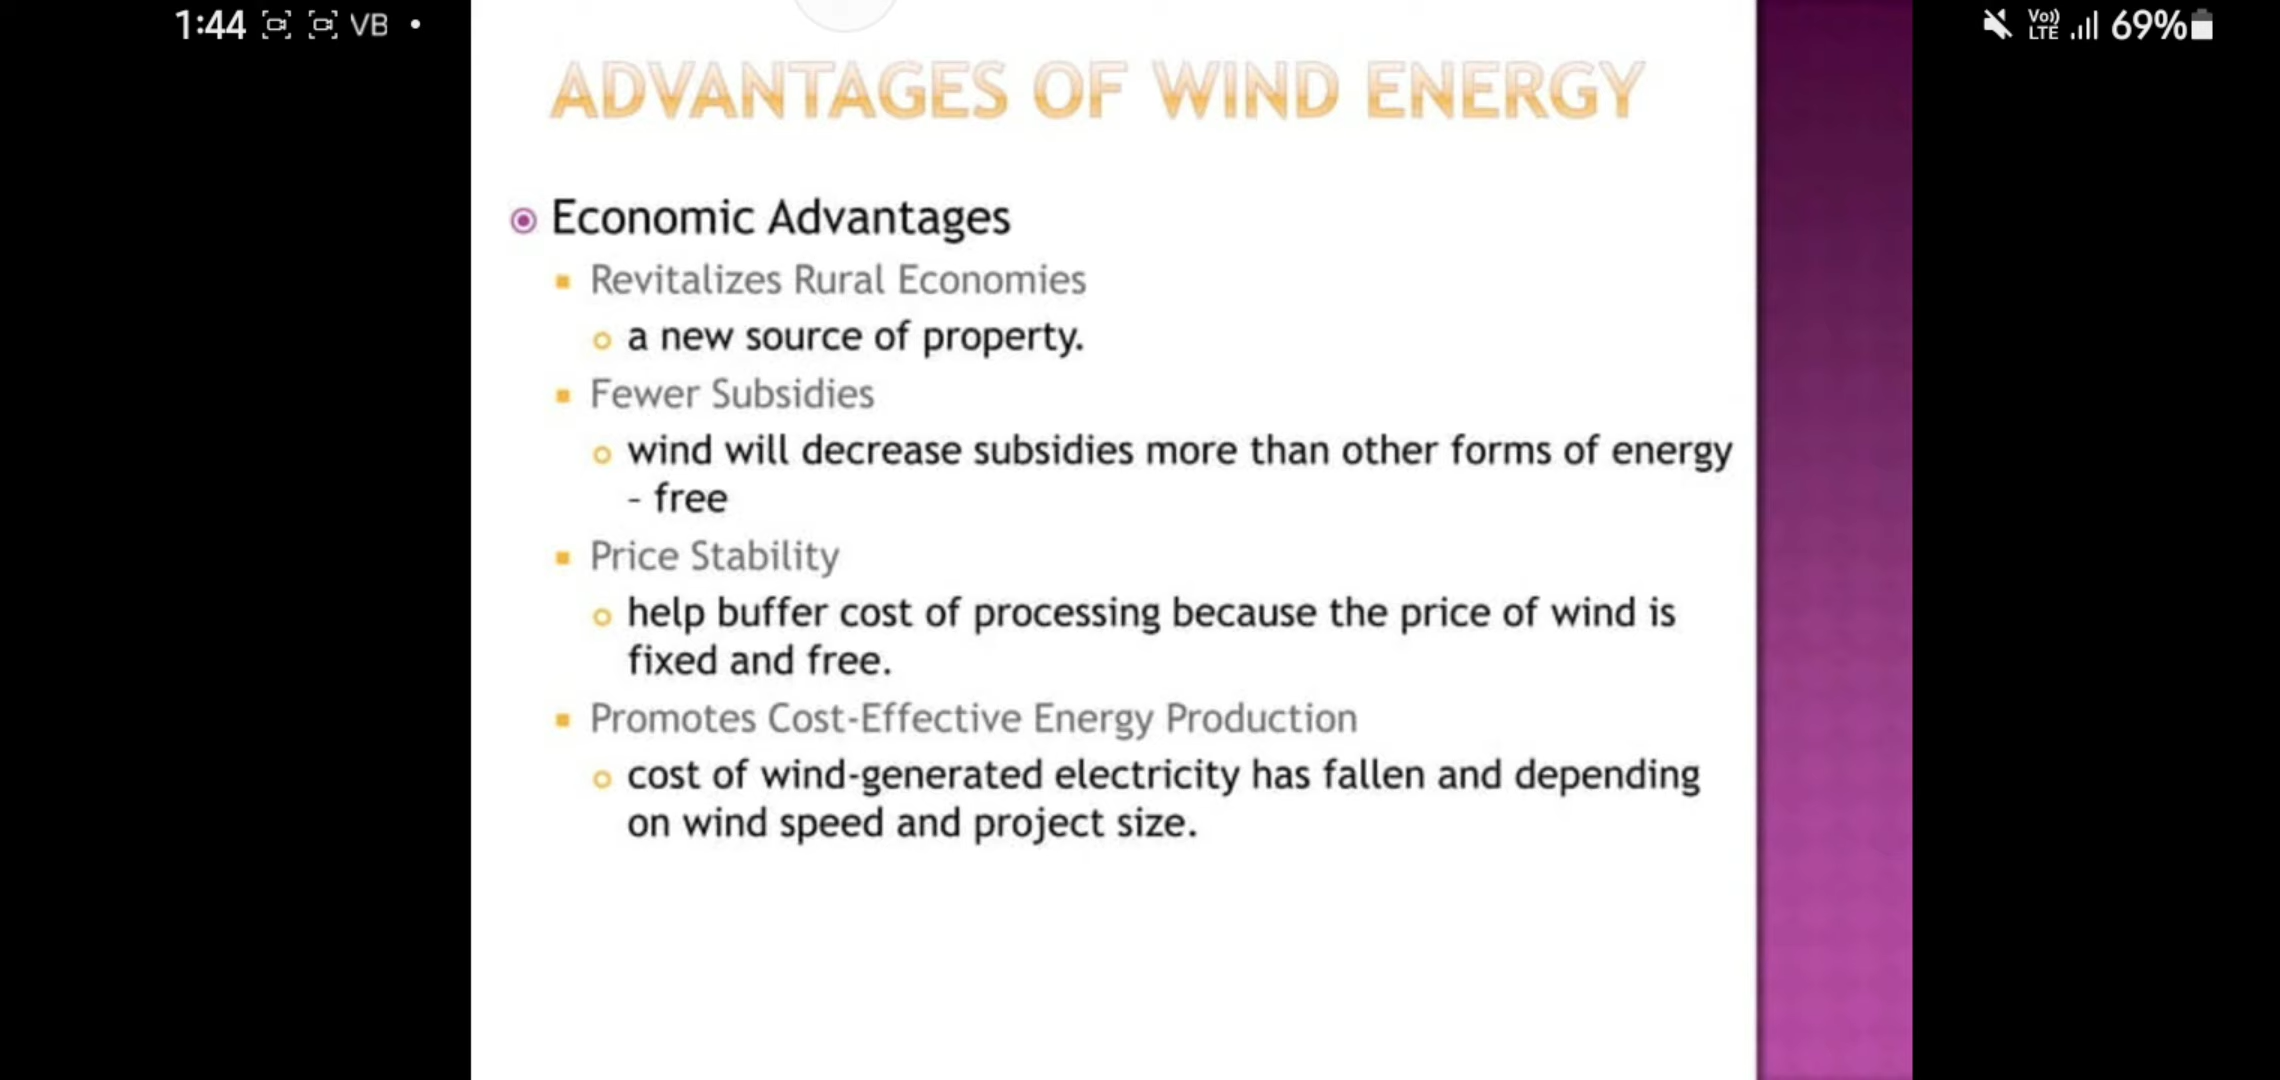 1:44 VB •
Vo)) LTE 69%
ADVANTAGES OF WIND ENERGY
Economic Advantages
Revitalizes Rural Economies
a new source of property.
Fewer Subsidies
wind will decrease subsidies more than other forms of energy
- free
Price Stability
help buffer cost of processing because the price of wind is
fixed and free.
Promotes Cost-Effective Energy Production
cost of wind-generated electricity has fallen and depending
on wind speed and project size.